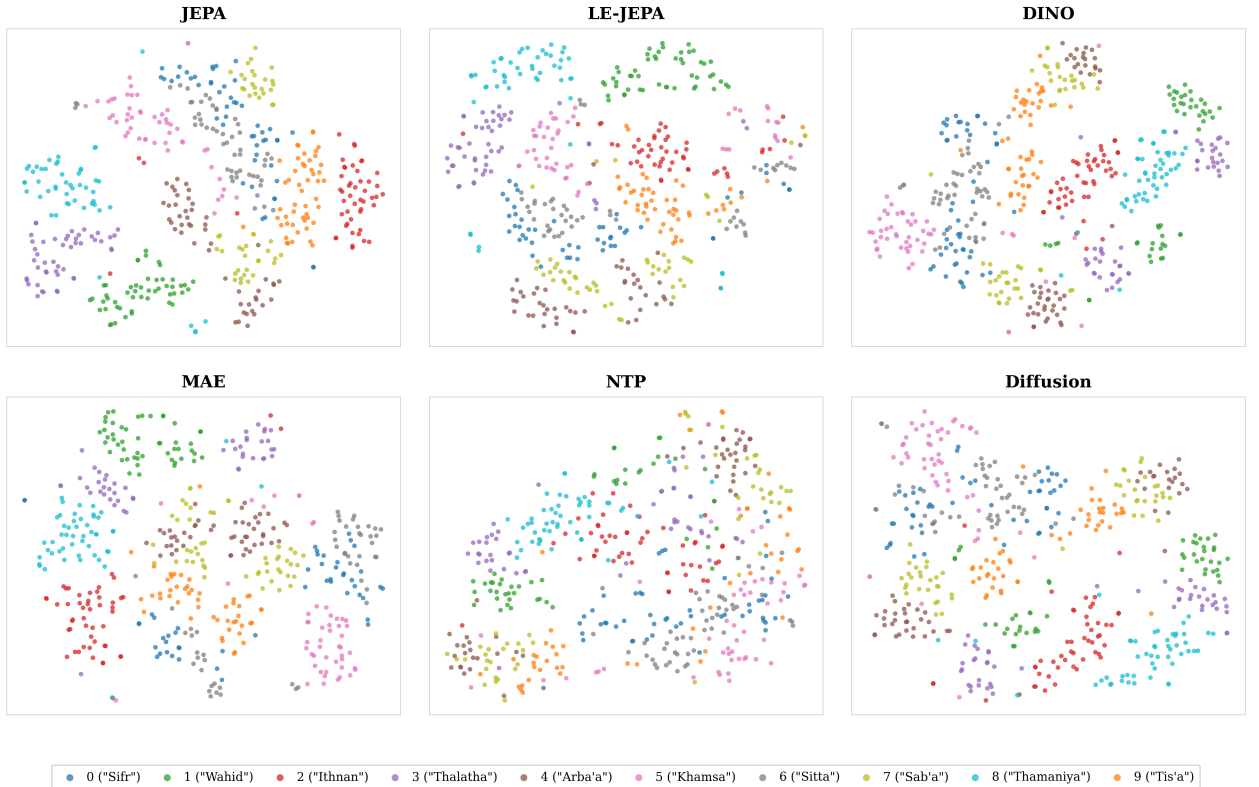 JEPA
LE-JEPA
DINO
MAE
NTP
Diffusion
0 ("Sifr") 1 ("Wahid") 2 ("Ithnan") 3 ("Thalatha") 4 ("Arba'a") 5 ("Khamsa") 6 ("Sitta") 7 ("Sab'a") 8 ("Thamaniya") 9 ("Tis'a")